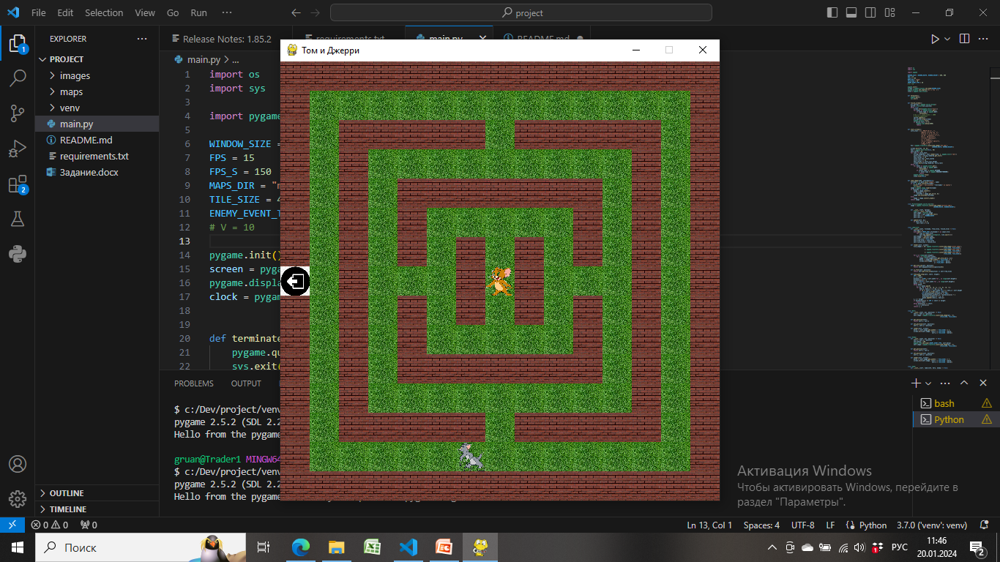 File Edit Selection View Go Run ···
project
EXPLORER ···
Release Notes: 1.85.2
requirements.txt
main.py
README.md
PROJECT
images
maps
venv
main.py
README.md
requirements.txt
Задание.docx
OUTLINE
TIMELINE
main.py > ...
1 import os
2 import sys
3
4 import pygame
5
6 WINDOW_SIZE =
7 FPS = 15
8 FPS_S = 150
9 MAPS_DIR = "
10 TILE_SIZE = 4
11 ENEMY_EVENT_T
12 # V = 10
13
14 pygame.init()
15 screen = pyga
16 pygame.displa
17 clock = pygam
18
19
20 def terminate
21 pygame.qu
22 sys.exit(
Том и Джерри
PROBLEMS OUTPUT
$ c:/Dev/project/venv
pygame 2.5.2 (SDL 2.2
Hello from the pygame
gruan@Trader1 MINGW64
$ c:/Dev/project/venv
pygame 2.5.2 (SDL 2.2
Hello from the pygame
bash
Python
Активация Windows
Чтобы активировать Windows, перейдите в
раздел "Параметры".
0 0 0
Ln 13, Col 1 Spaces: 4 UTF-8 LF Python 3.7.0 ('venv': venv)
Поиск
РУС
11:46
20.01.2024
2